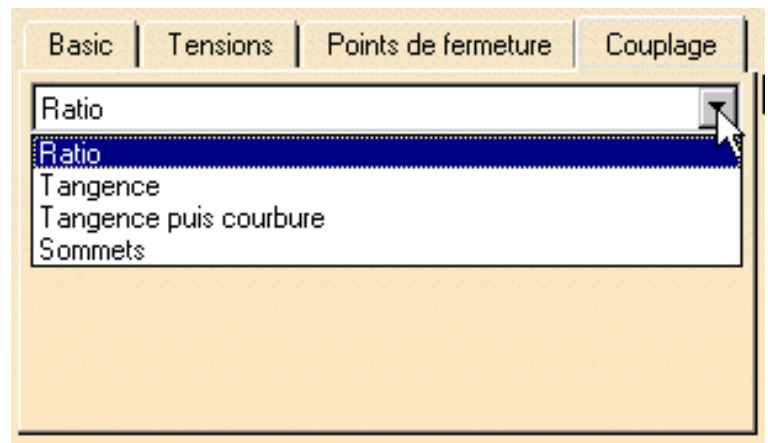 Basic Tensions Points de fermeture Couplage
Ratio
Ratio
Tangence
Tangence puis courbure
Sommets